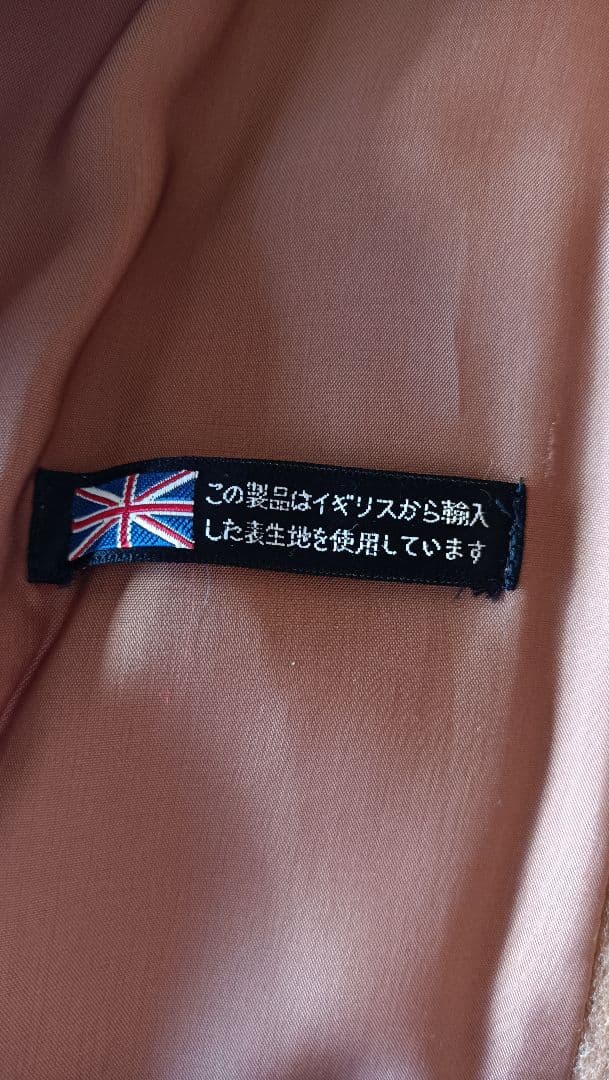 この製品はイギリスから輸入
した表生地を使用しています